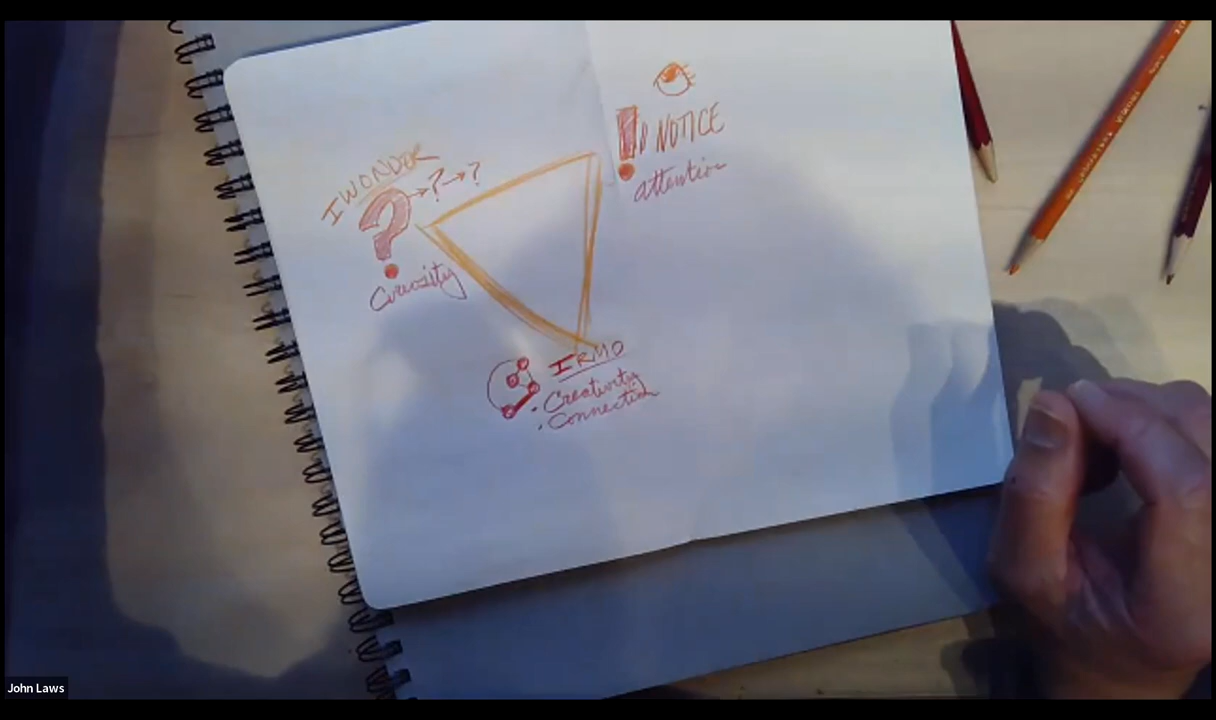 I NOTICE
attention
I WONDER
? → ? → ?
Curiosity
IRMO
• Creativity
• Connection
John Laws